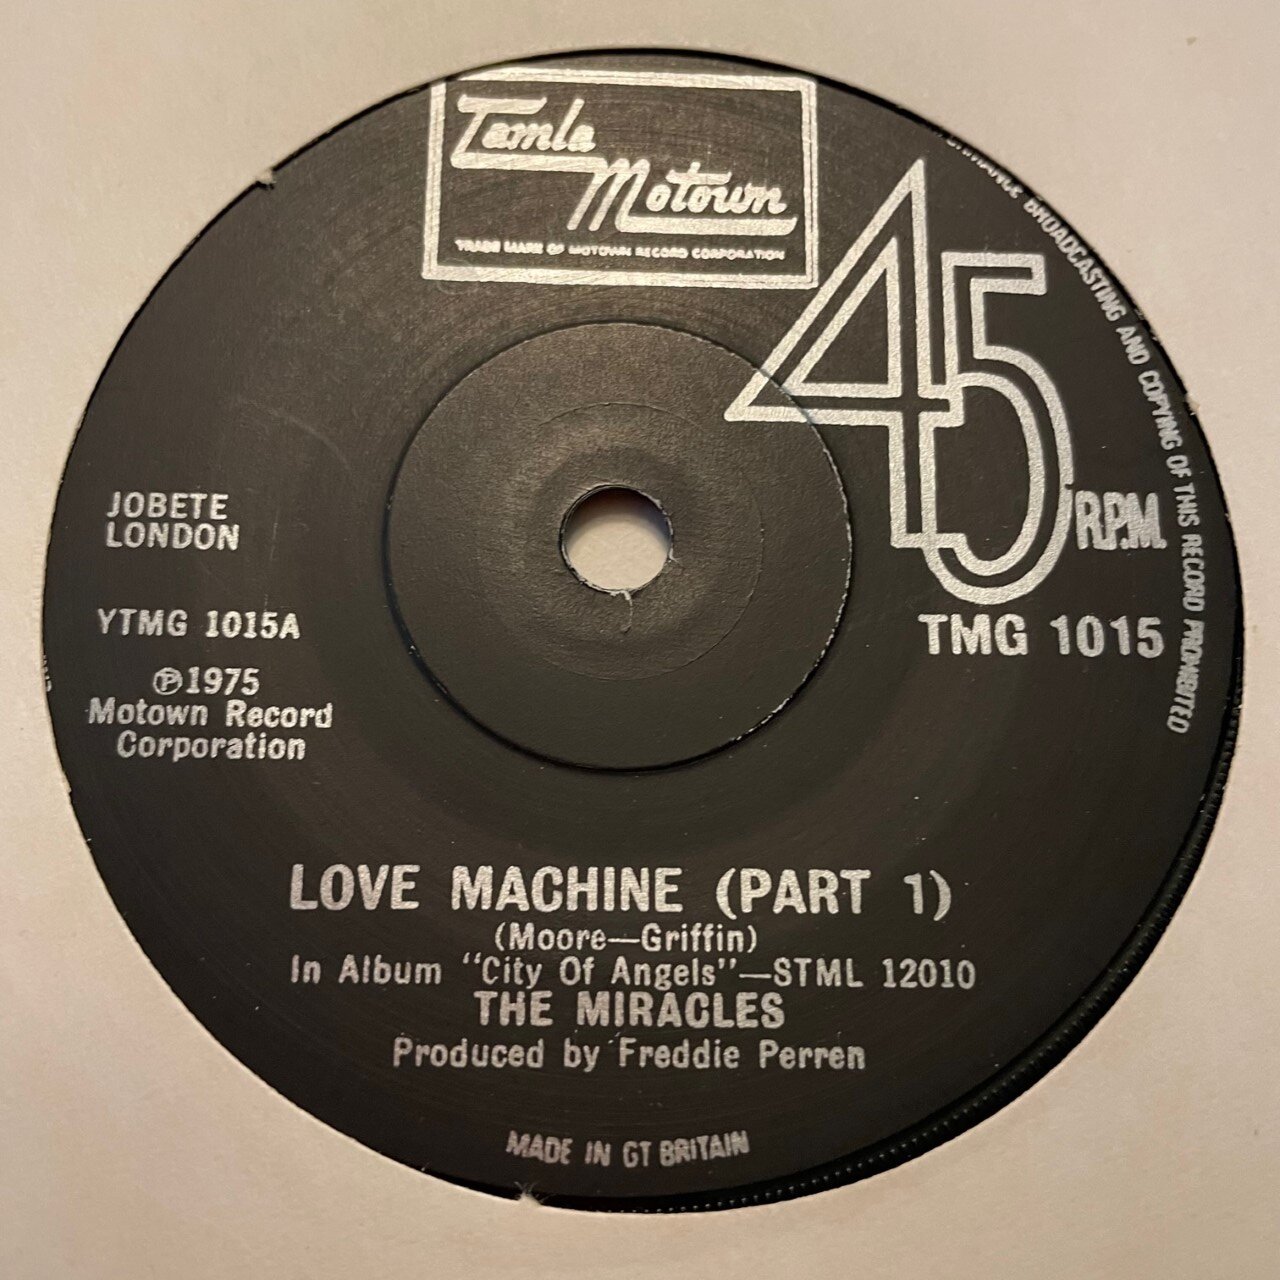 Tamla
Motown
TRADE MARK OF MOTOWN RECORD CORPORATION
45
R.P.M.
BROADCASTING AND COPYING OF THIS RECORD PROHIBITED
JOBETE
LONDON
TMG 1015
YTMG 1015A
℗1975
Motown Record
Corporation
LOVE MACHINE (PART 1)
(Moore—Griffin)
In Album "City Of Angels"—STML 12010
THE MIRACLES
Produced by Freddie Perren
MADE IN GT BRITAIN